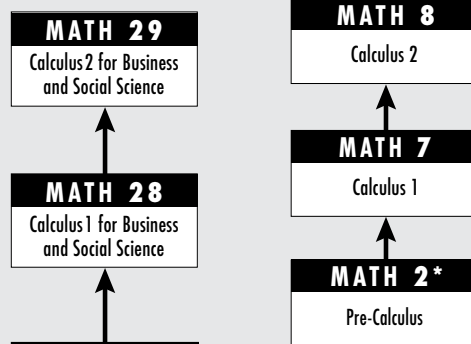 MATH 29
Calculus 2 for Business
and Social Science
MATH 28
Calculus 1 for Business
and Social Science
MATH 8
Calculus 2
MATH 7
Calculus 1
MATH 2*
Pre-Calculus